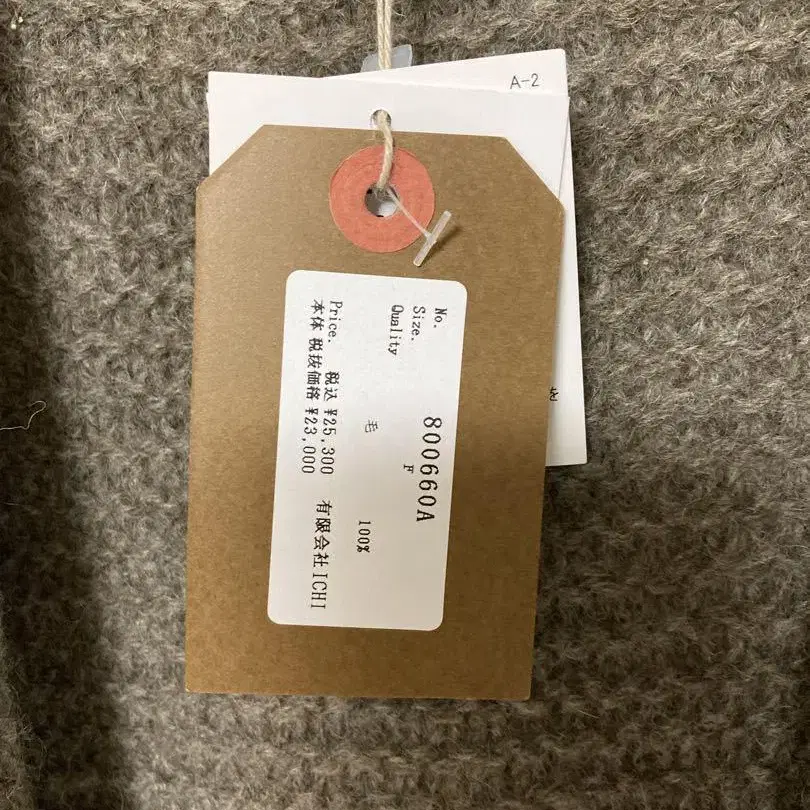 A-2
No. 800660A
Size. F
Quality
毛 100%
Price. 税込 ¥25,300
本体 税抜価格 ¥23,000
有限会社ICHI